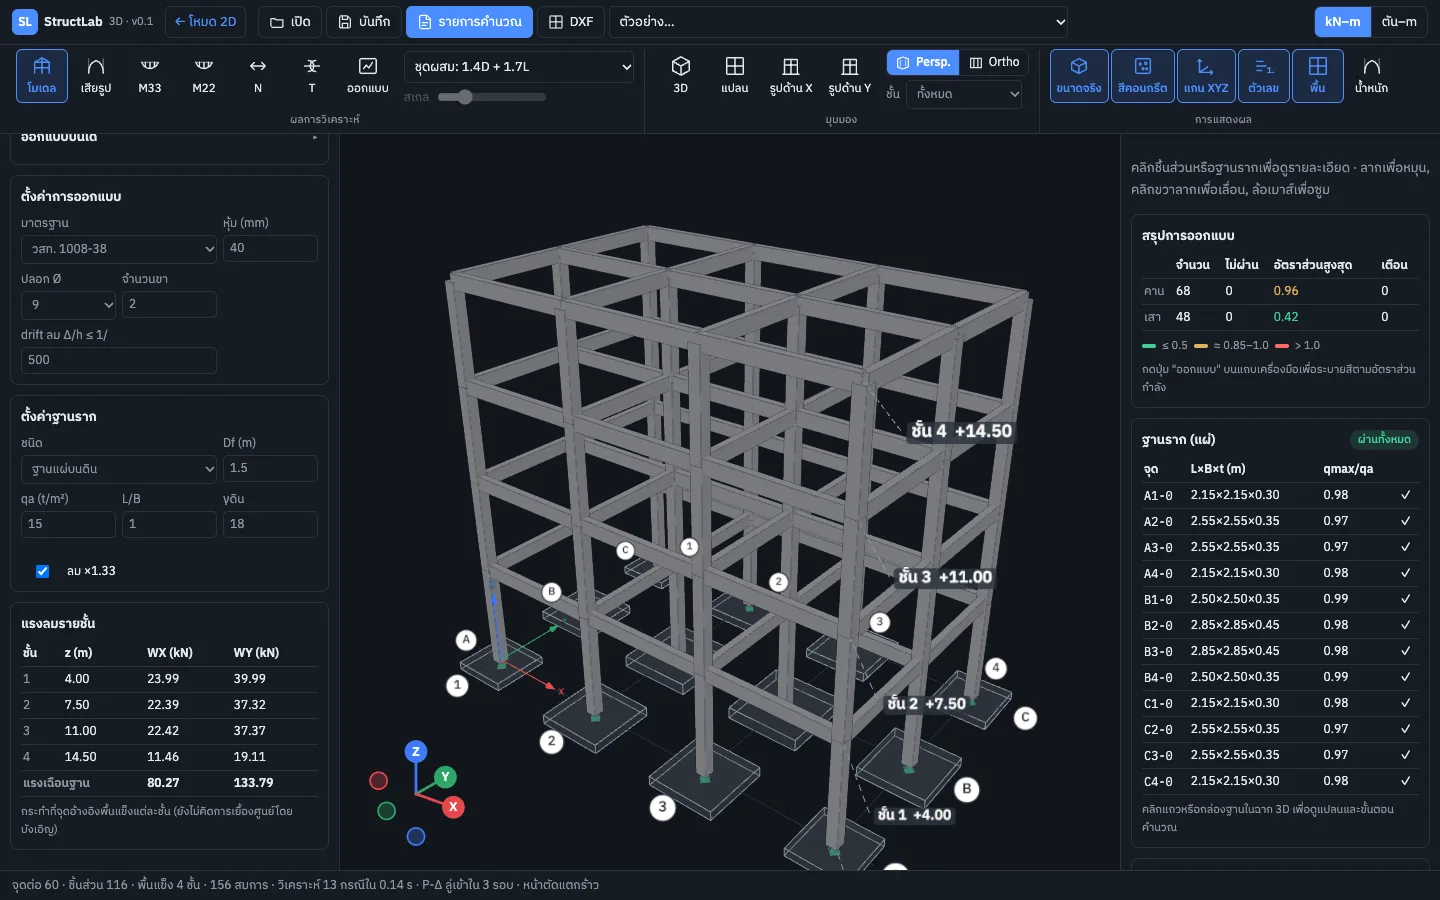 SL StructLab 3D · v0.1 ← โหมด 2D เปิด บันทึก รายการคำนวณ DXF ตัวอย่าง... kN–m ตัน–m
โมเดล เสียรูป M33 M22 N T ออกแบบ
ชุดผสม: 1.4D + 1.7L
สเกล
ผลการวิเคราะห์
3D แปลน รูปด้าน X รูปด้าน Y
Persp. Ortho
ชั้น ทั้งหมด
มุมมอง
ขนาดจริง สีคอนกรีต แกน XYZ ตัวเลข พื้น น้ำหนัก
การแสดงผล
ออกแบบบันได
ตั้งค่าการออกแบบ
มาตรฐาน หุ้ม (mm)
วสท. 1008-38 40
ปลอก Ø จำนวนขา
9 2
drift ลม Δ/h ≤ 1/
500
ตั้งค่าฐานราก
ชนิด Df (m)
ฐานแผ่บนดิน 1.5
qa (t/m²) L/B γดิน
15 1 18
ลม ×1.33
แรงลมรายชั้น
ชั้น z (m) WX (kN) WY (kN)
1 4.00 23.99 39.99
2 7.50 22.39 37.32
3 11.00 22.42 37.37
4 14.50 11.46 19.11
แรงเฉือนฐาน 80.27 133.79
กระทำที่จุดอ้างอิงพื้นแข็งแต่ละชั้น (ยังไม่คิดการเยื้องศูนย์โดย
บังเอิญ)
ชั้น 4 +14.50
ชั้น 3 +11.00
ชั้น 2 +7.50
ชั้น 1 +4.00
C
1
B
2
A
3
1
4
2
C
3
B
X
Z
Y
X
คลิกชิ้นส่วนหรือฐานรากเพื่อดูรายละเอียด · ลากเพื่อหมุน,
คลิกขวาลากเพื่อเลื่อน, ล้อเมาส์เพื่อซูม
สรุปการออกแบบ
จำนวน ไม่ผ่าน อัตราส่วนสูงสุด เตือน
คาน 68 0 0.96 0
เสา 48 0 0.42 0
≤ 0.5 ≈ 0.85–1.0 > 1.0
กดปุ่ม "ออกแบบ" บนแถบเครื่องมือเพื่อระบายสีตามอัตราส่วน
กำลัง
ฐานราก (แผ่) ผ่านทั้งหมด
จุด L×B×t (m) qmax/qa
A1-0 2.15×2.15×0.30 0.98 ✓
A2-0 2.55×2.55×0.35 0.97 ✓
A3-0 2.55×2.55×0.35 0.97 ✓
A4-0 2.15×2.15×0.30 0.98 ✓
B1-0 2.50×2.50×0.35 0.99 ✓
B2-0 2.85×2.85×0.45 0.98 ✓
B3-0 2.85×2.85×0.45 0.98 ✓
B4-0 2.50×2.50×0.35 0.99 ✓
C1-0 2.15×2.15×0.30 0.98 ✓
C2-0 2.55×2.55×0.35 0.97 ✓
C3-0 2.55×2.55×0.35 0.97 ✓
C4-0 2.15×2.15×0.30 0.98 ✓
คลิกแถวหรือกล่องฐานในฉาก 3D เพื่อดูแปลนและขั้นตอน
คำนวณ
จุดต่อ 60 · ชิ้นส่วน 116 · พื้นแข็ง 4 ชั้น · 156 สมการ · วิเคราะห์ 13 กรณีใน 0.14 s · P-Δ ลู่เข้าใน 3 รอบ · หน้าตัดแตกร้าว